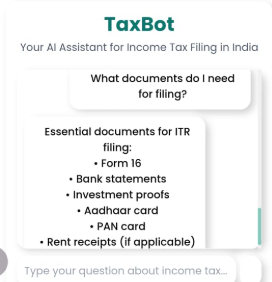 TaxBot
Your AI Assistant for Income Tax Filing in India
What documents do I need
for filing?
Essential documents for ITR
filing:
• Form 16
• Bank statements
• Investment proofs
• Aadhaar card
• PAN card
• Rent receipts (if applicable)
Type your question about income tax...